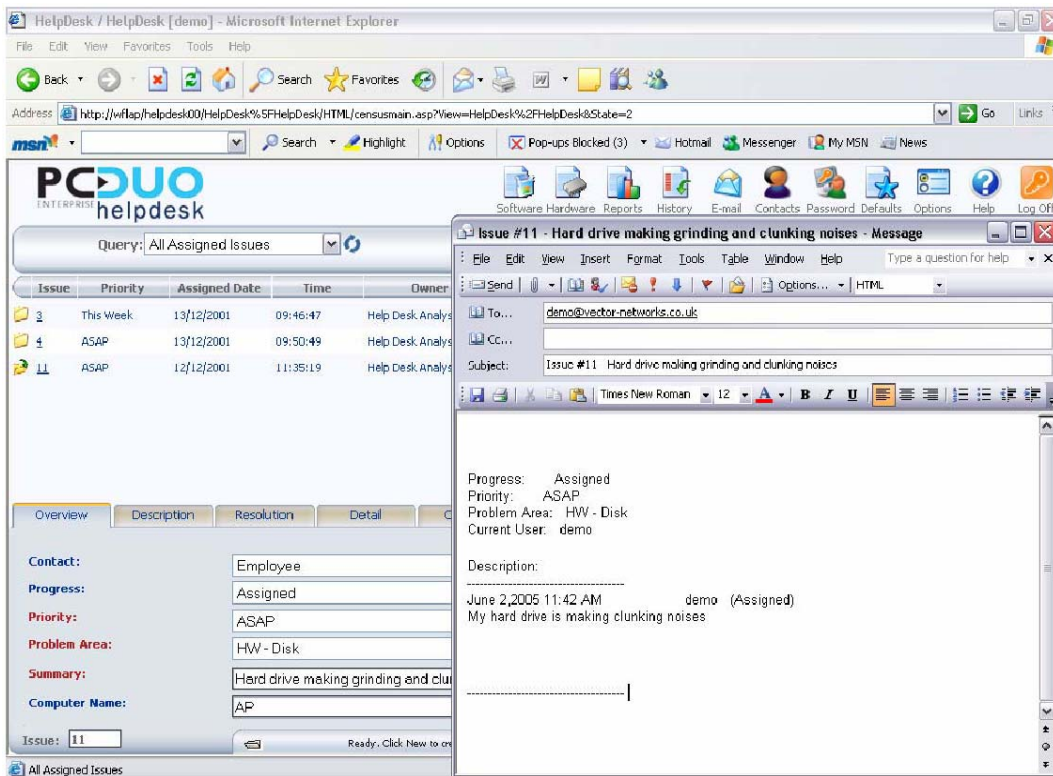 HelpDesk / HelpDesk [demo] - Microsoft Internet Explorer
File Edit View Favorites Tools Help
Back Search Favorites
Address http://wflap/helpdesk00/HelpDesk%5FHelpDesk/HTML/censusmain.asp?View=HelpDesk%2FHelpDesk&State=2 Go Links
msn Search Highlight Options Pop-ups Blocked (3) Hotmail Messenger My MSN News
PCDUO
ENTERPRISE helpdesk
Software Hardware Reports History E-mail Contacts Password Defaults Options Help Log Off
Query: All Assigned Issues
Issue Priority Assigned Date Time Owner
3 This Week 13/12/2001 09:46:47 Help Desk Analys
4 ASAP 13/12/2001 09:50:49 Help Desk Analys
11 ASAP 12/12/2001 11:35:19 Help Desk Analys
Overview Description Resolution Detail C
Contact: Employee
Progress: Assigned
Priority: ASAP
Problem Area: HW - Disk
Summary: Hard drive making grinding and clu
Computer Name: AP
Issue: 11 Ready. Click New to cre
All Assigned Issues
Issue #11 - Hard drive making grinding and clunking noises - Message
File Edit View Insert Format Tools Table Window Help Type a question for help
Send Options... HTML
To... demo@vector-networks.co.uk
Cc...
Subject: Issue #11 Hard drive making grinding and clunking noises
Times New Roman 12 A B I U
Progress: Assigned
Priority: ASAP
Problem Area: HW - Disk
Current User: demo
Description:
---------------------------------------
June 2,2005 11:42 AM demo (Assigned)
My hard drive is making clunking noises
---------------------------------------